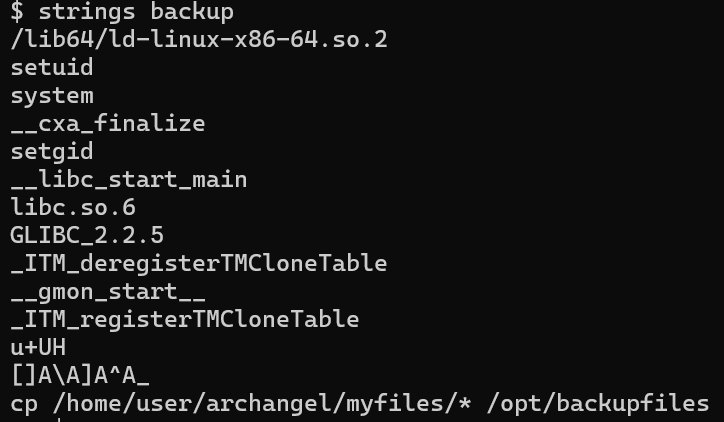 $ strings backup
/lib64/ld-linux-x86-64.so.2
setuid
system
__cxa_finalize
setgid
__libc_start_main
libc.so.6
GLIBC_2.2.5
_ITM_deregisterTMCloneTable
__gmon_start__
_ITM_registerTMCloneTable
u+UH
[]A\A]A^A_
cp /home/user/archangel/myfiles/* /opt/backupfiles